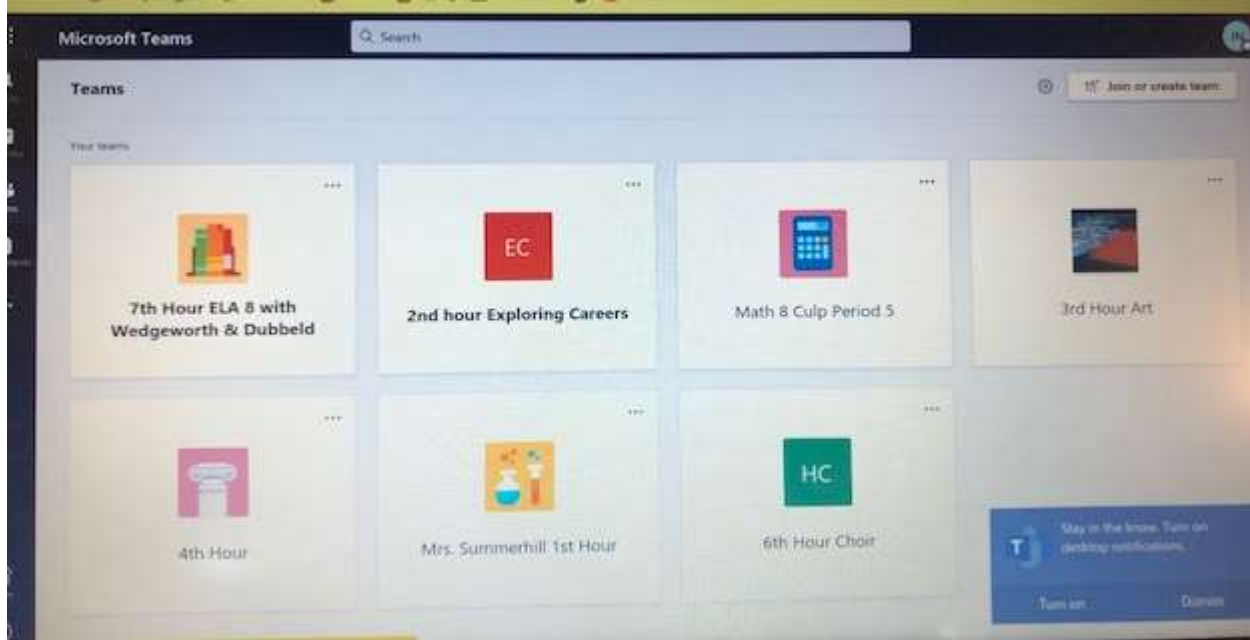 Microsoft Teams
Search
IN
Teams
Join or create team
Your teams
7th Hour ELA 8 with
Wedgeworth & Dubbeld
EC
2nd hour Exploring Careers
Math 8 Culp Period 5
3rd Hour Art
4th Hour
Mrs. Summerhill 1st Hour
HC
6th Hour Choir
T
Stay in the know. Turn on
desktop notifications.
Turn on
Dismiss